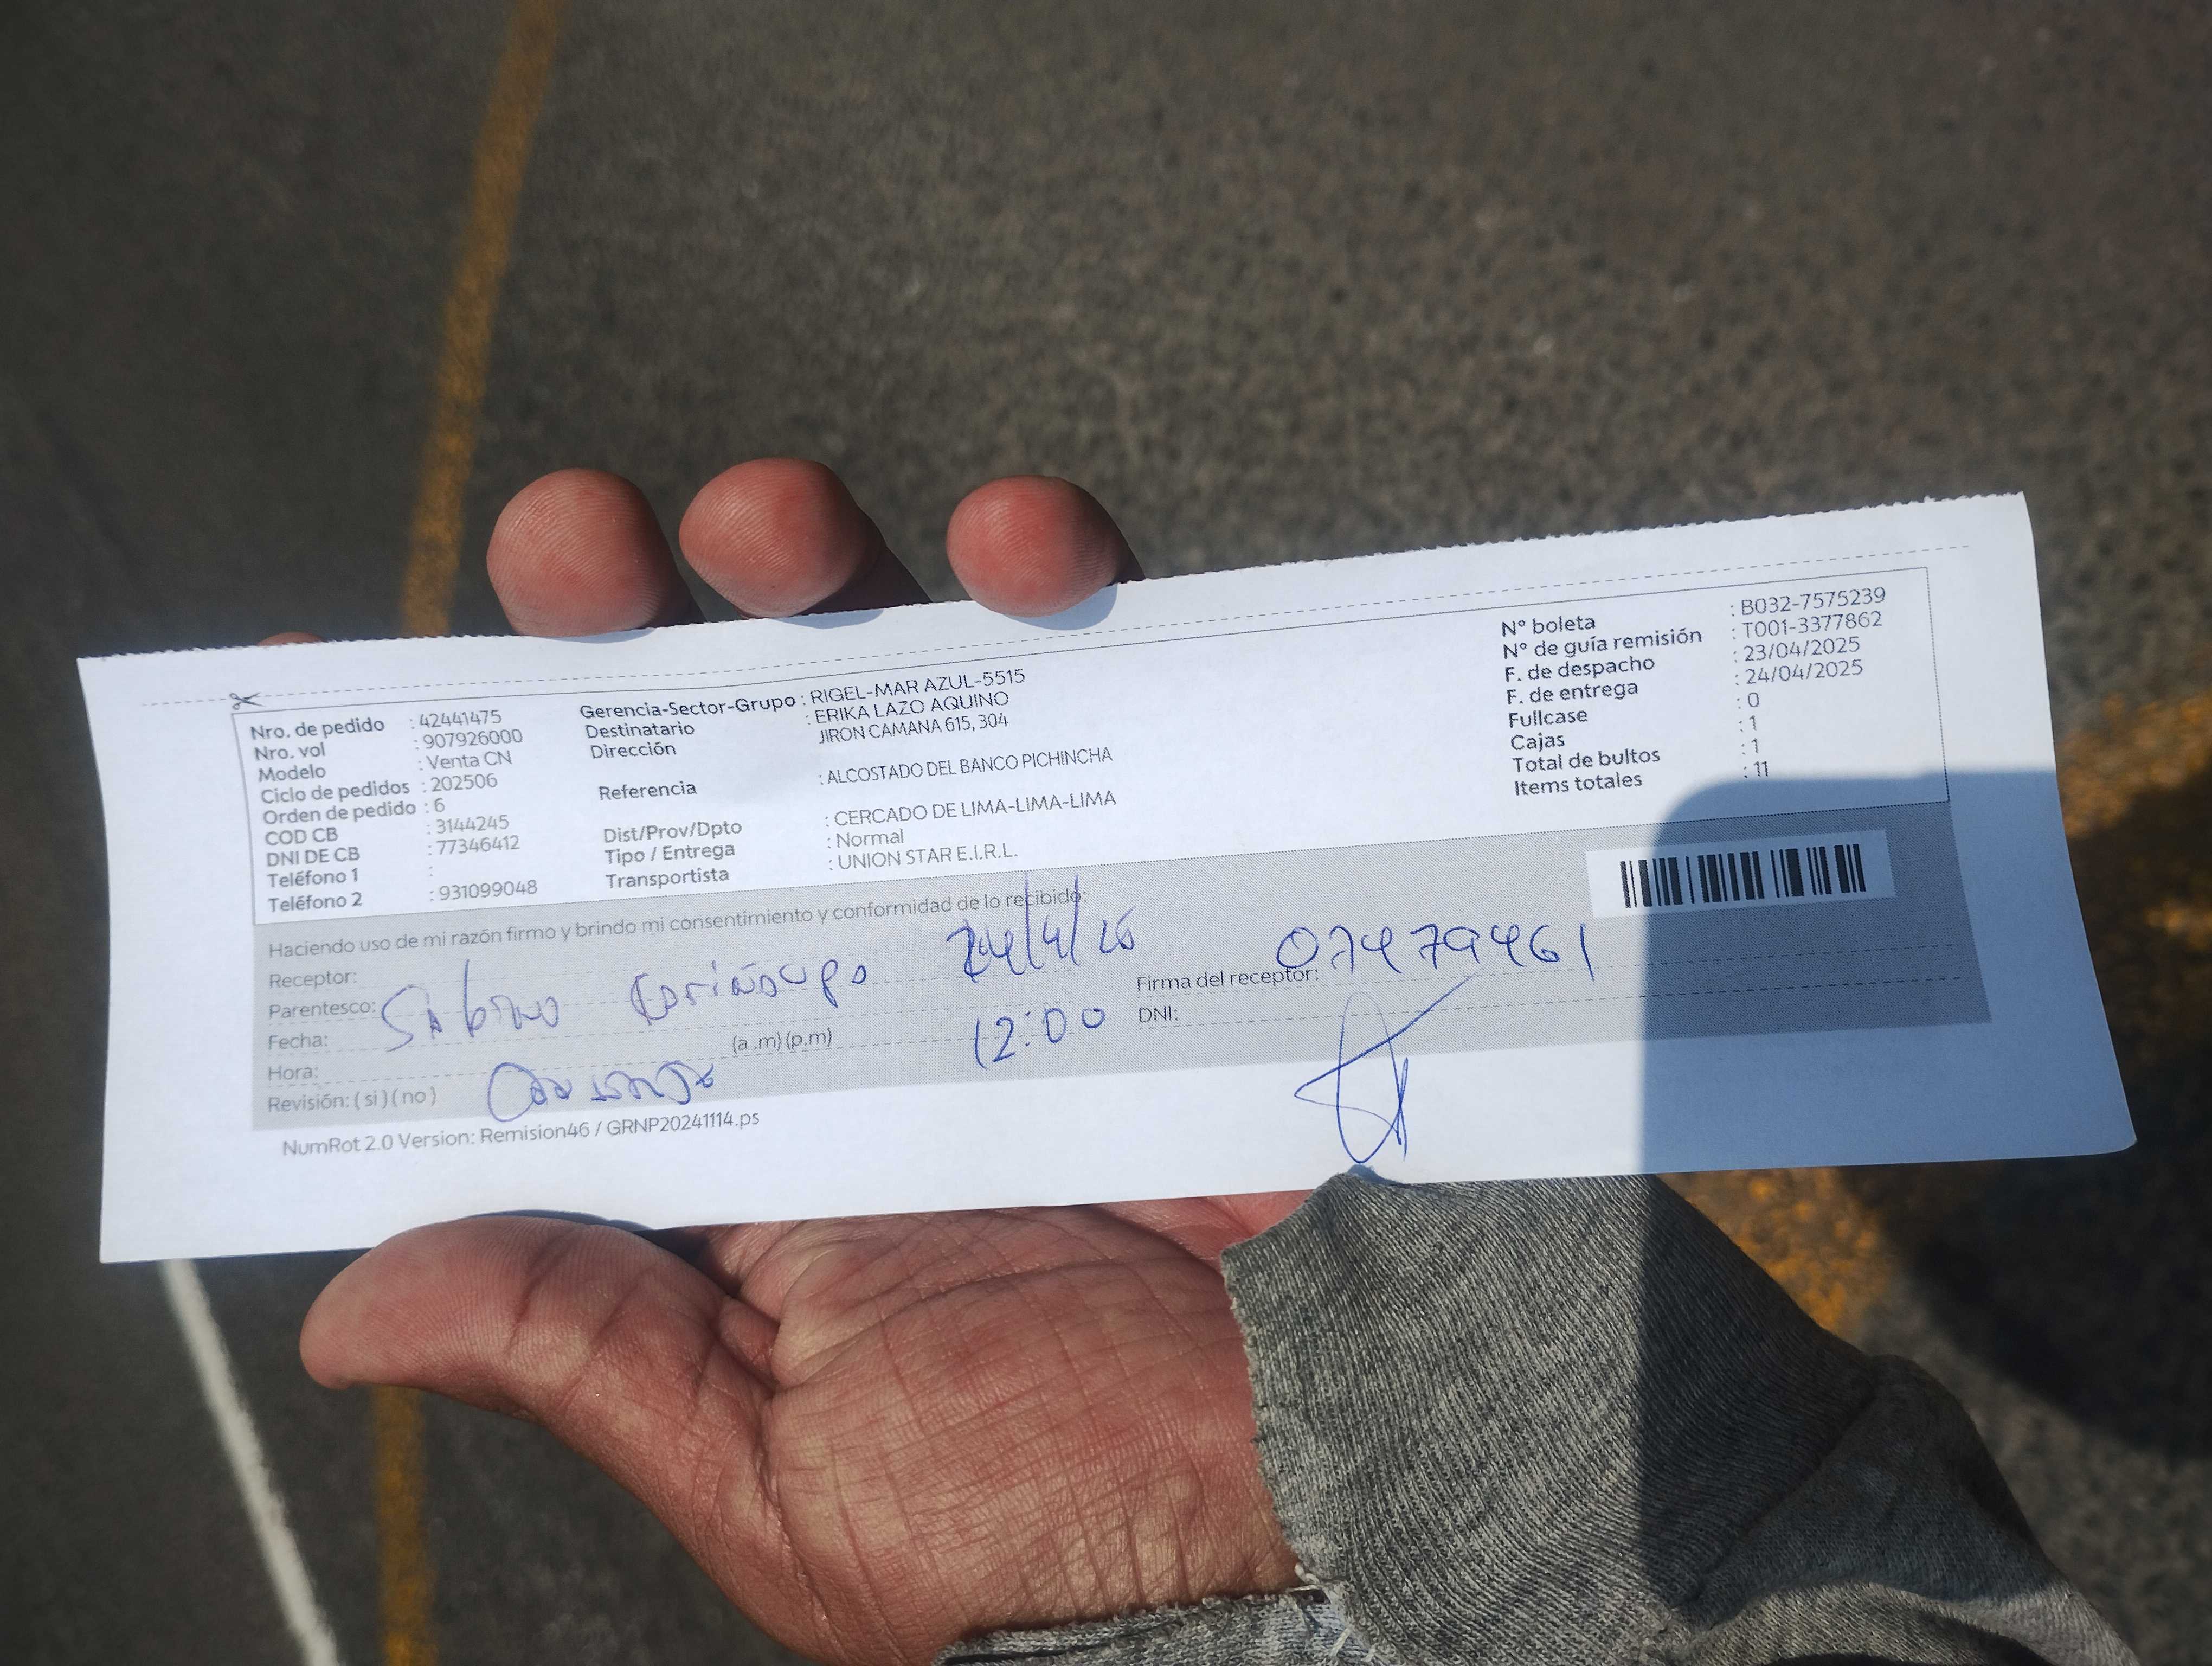 Nro. de pedido : 42441475
Nro. vol : 907926000
Modelo : Venta CN
Ciclo de pedidos : 202506
Orden de pedido : 6
COD CB : 3144245
DNI DE CB : 77346412
Teléfono 1 :
Teléfono 2 : 931099048
Gerencia-Sector-Grupo : RIGEL-MAR AZUL-5515
Destinatario : ERIKA LAZO AQUINO
Dirección JIRON CAMANA 615, 304
Referencia : ALCOSTADO DEL BANCO PICHINCHA
Dist/Prov/Dpto : CERCADO DE LIMA-LIMA-LIMA
Tipo / Entrega : Normal
Transportista : UNION STAR E.I.R.L.
N° boleta : B032-7575239
N° de guía remisión : T001-3377862
F. de despacho : 23/04/2025
F. de entrega : 24/04/2025
Fullcase : 0
Cajas : 1
Total de bultos : 1
Items totales : 11
Haciendo uso de mi razón firmo y brindo mi consentimiento y conformidad de lo recibido:
Receptor:
Parentesco: Sabino
Fecha:
Hora: (a .m) (p.m) 12:00
Revisión: ( si ) ( no )
Firma del receptor: 07479461
DNI:
NumRot 2.0 Version: Remision46 / GRNP20241114.ps